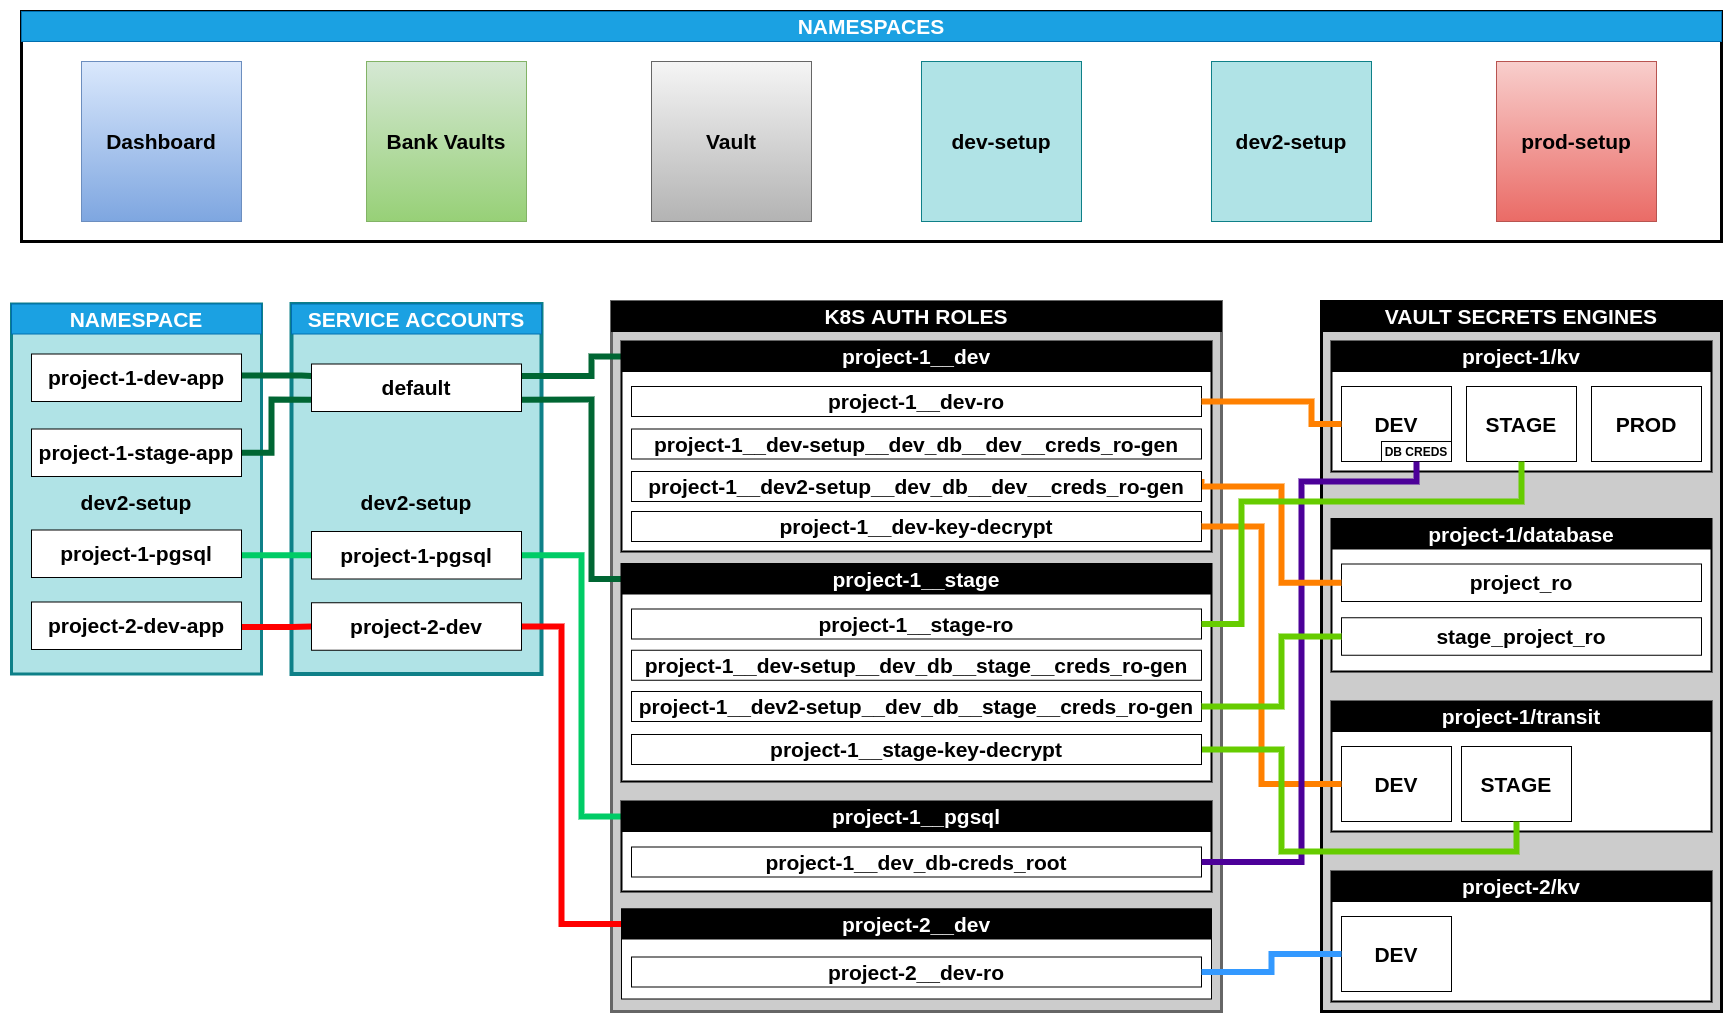 NAMESPACES
Dashboard
Bank Vaults
Vault
dev-setup
dev2-setup
prod-setup
NAMESPACE
project-1-dev-app
project-1-stage-app
dev2-setup
project-1-pgsql
project-2-dev-app
SERVICE ACCOUNTS
default
dev2-setup
project-1-pgsql
project-2-dev
K8S AUTH ROLES
project-1__dev
project-1__dev-ro
project-1__dev-setup__dev_db__dev__creds_ro-gen
project-1__dev2-setup__dev_db__dev__creds_ro-gen
project-1__dev-key-decrypt
project-1__stage
project-1__stage-ro
project-1__dev-setup__dev_db__stage__creds_ro-gen
project-1__dev2-setup__dev_db__stage__creds_ro-gen
project-1__stage-key-decrypt
project-1__pgsql
project-1__dev_db-creds_root
project-2__dev
project-2__dev-ro
VAULT SECRETS ENGINES
project-1/kv
DEV
DB CREDS
STAGE
PROD
project-1/database
project_ro
stage_project_ro
project-1/transit
DEV
STAGE
project-2/kv
DEV